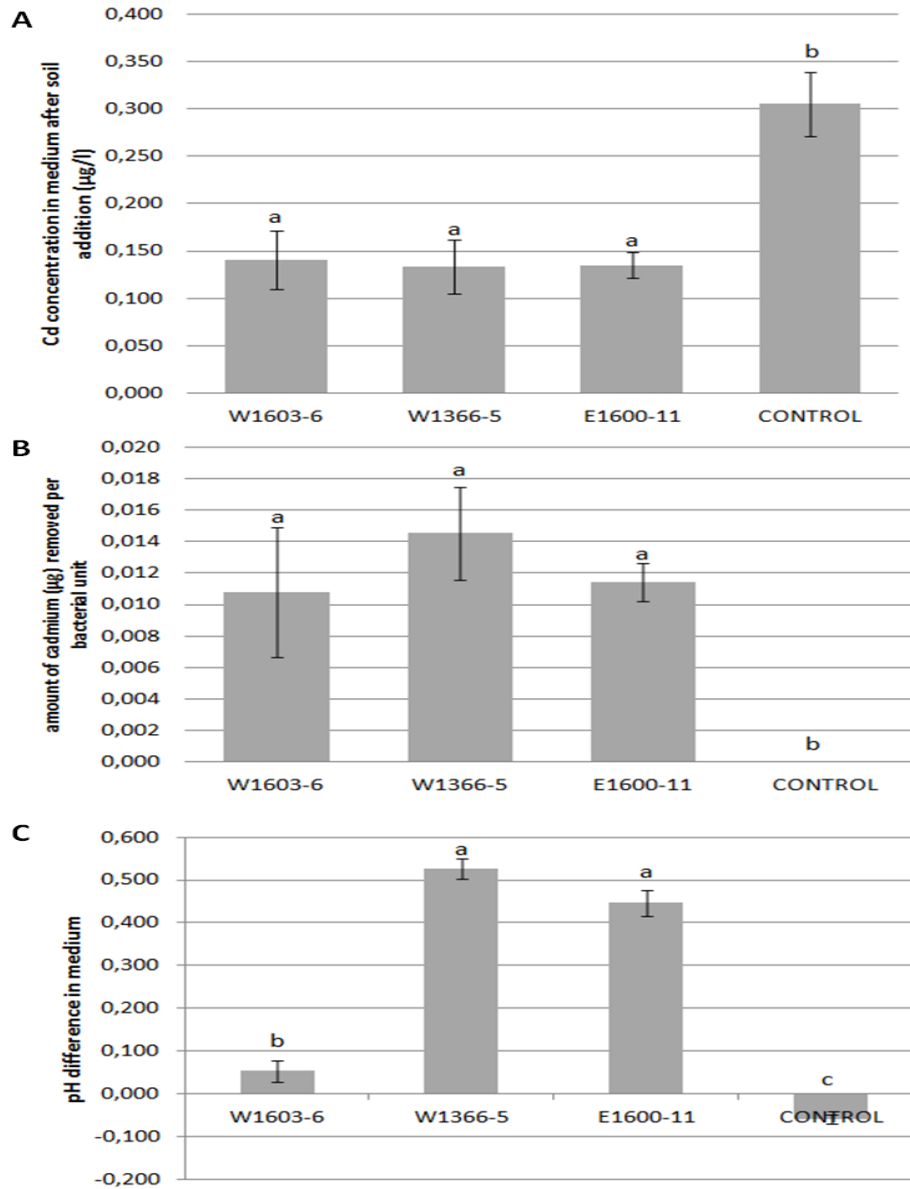 A
Cd concentration in medium after soil
addition (µg/l)
0,400
0,350
0,300
0,250
0,200
0,150
0,100
0,050
0,000
a
a
a
b
W1603-6 W1366-5 E1600-11 CONTROL
B
amount of cadmium (µg) removed per
bacterial unit
0,020
0,018
0,016
0,014
0,012
0,010
0,008
0,006
0,004
0,002
0,000
a
a
a
b
W1603-6 W1366-5 E1600-11 CONTROL
C
pH difference in medium
0,600
0,500
0,400
0,300
0,200
0,100
0,000
-0,100
-0,200
b
a
a
c
W1603-6 W1366-5 E1600-11 CONTROL